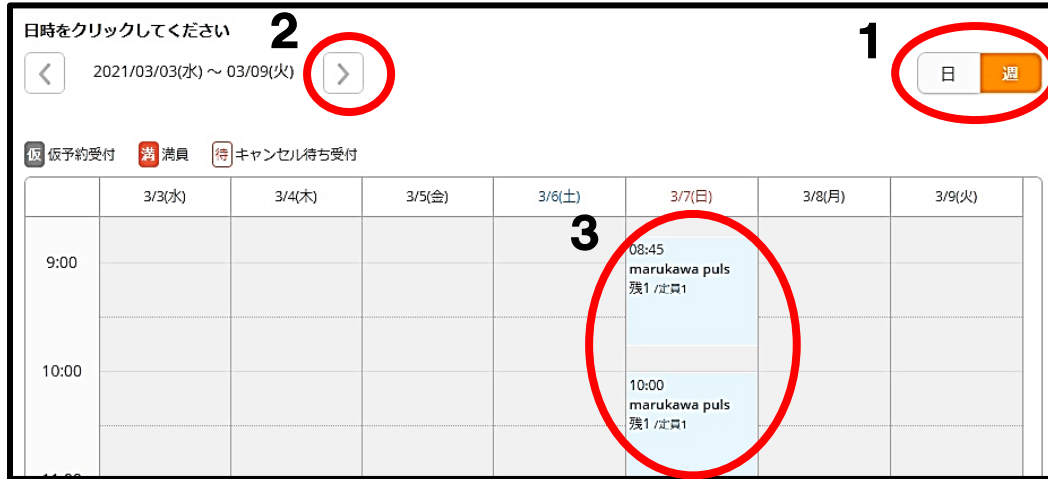 日時をクリックしてください
2
1
2021/03/03(水) ~ 03/09(火)
日 週
仮 仮予約受付 満 満員 待 キャンセル待ち受付
3/3(水) 3/4(木) 3/5(金) 3/6(土) 3/7(日) 3/8(月) 3/9(火)
3
9:00
08:45
marukawa puls
残1 /定員1
10:00
10:00
marukawa puls
残1 /定員1